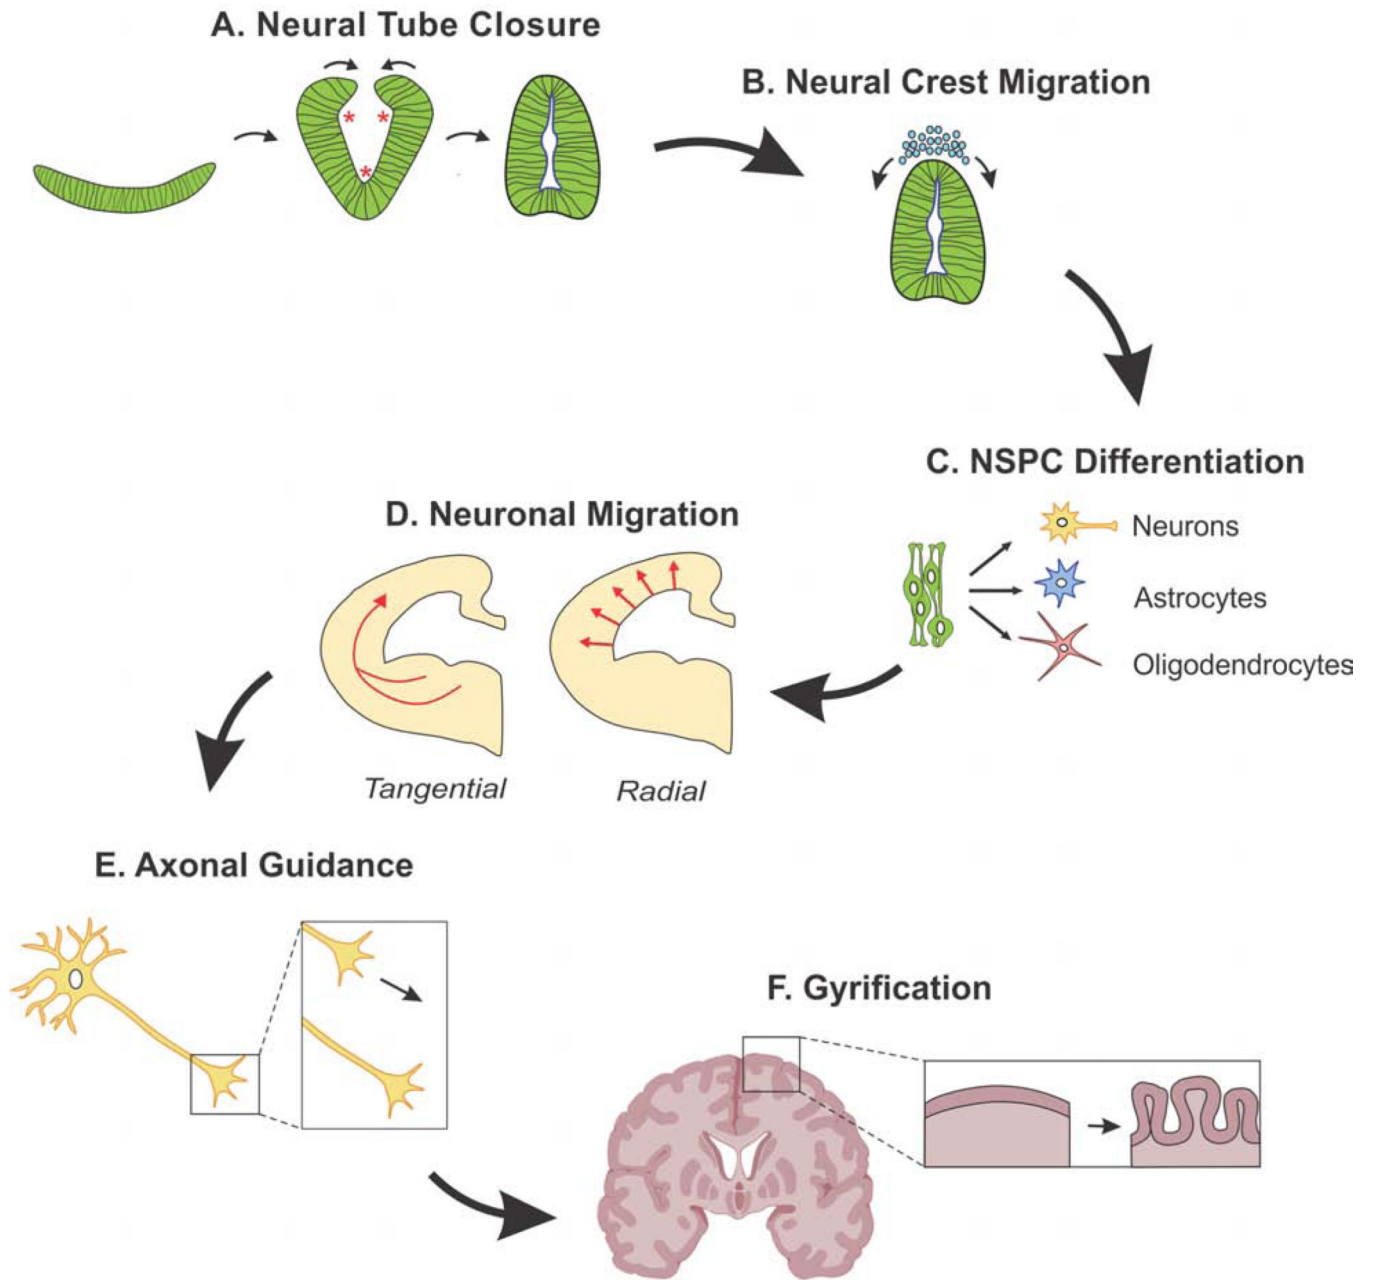 A. Neural Tube Closure
* *
*
B. Neural Crest Migration
C. NSPC Differentiation
Neurons
Astrocytes
Oligodendrocytes
D. Neuronal Migration
Tangential
Radial
E. Axonal Guidance
F. Gyrification